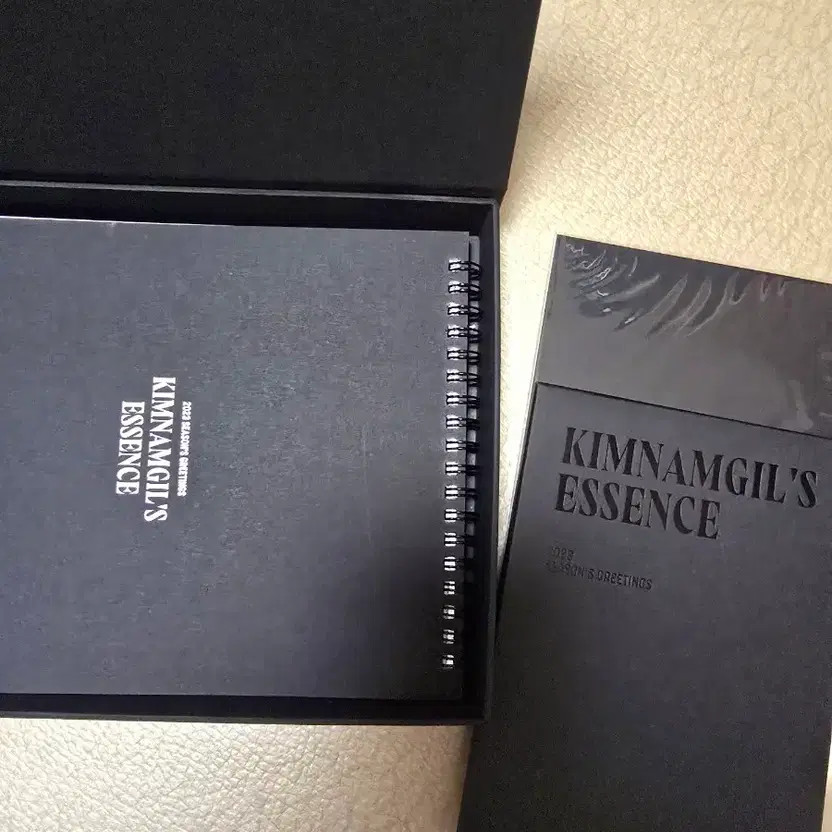 2023 SEASON'S GREETINGS
KIMNAMGIL'S
ESSENCE
KIMNAMGIL'S
ESSENCE
2023
SEASON'S GREETINGS